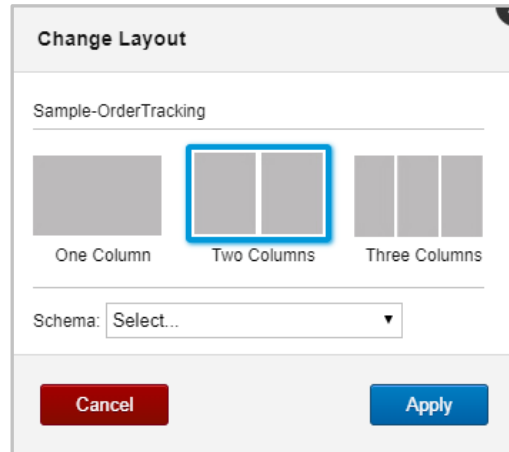 Change Layout
Sample-OrderTracking
One Column Two Columns Three Columns
Schema: Select...
Cancel Apply